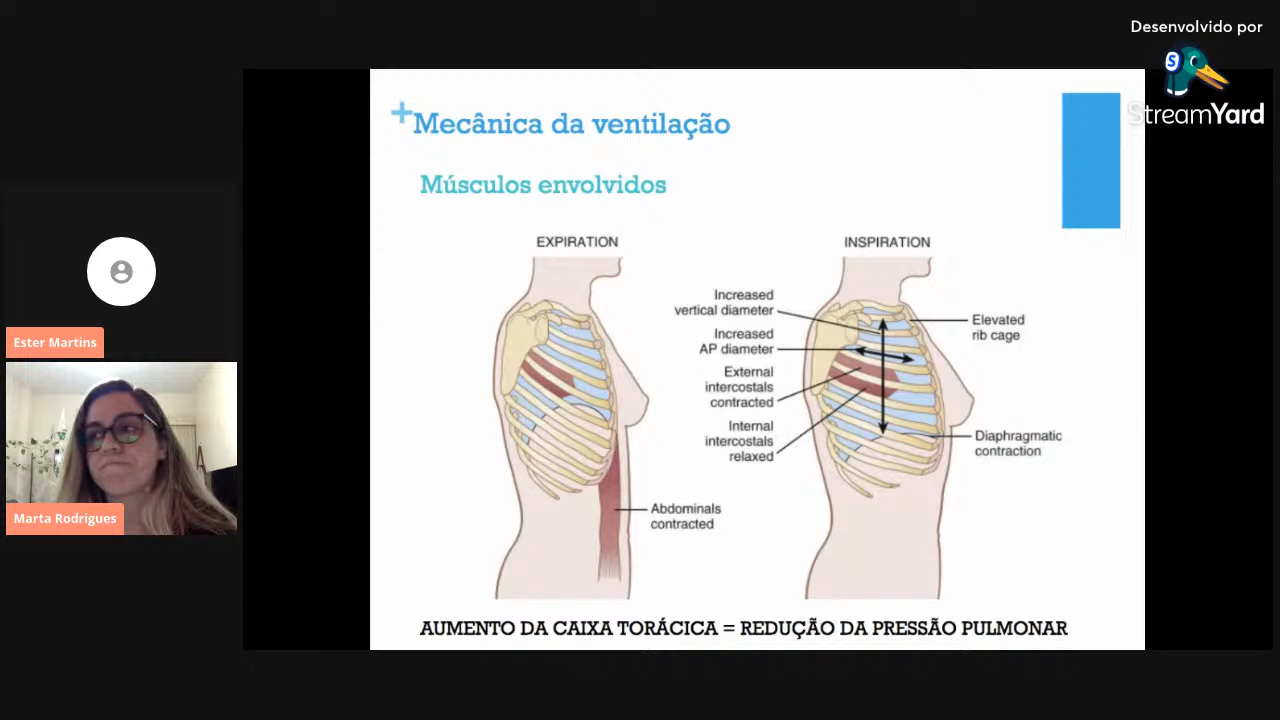 Desenvolvido por
StreamYard
+Mecânica da ventilação
Músculos envolvidos
EXPIRATION
INSPIRATION
Increased
vertical diameter
Increased
AP diameter
External
intercostals
contracted
Internal
intercostals
relaxed
Elevated
rib cage
Diaphragmatic
contraction
Abdominals
contracted
AUMENTO DA CAIXA TORÁCICA = REDUÇÃO DA PRESSÃO PULMONAR
Ester Martins
Marta Rodrigues